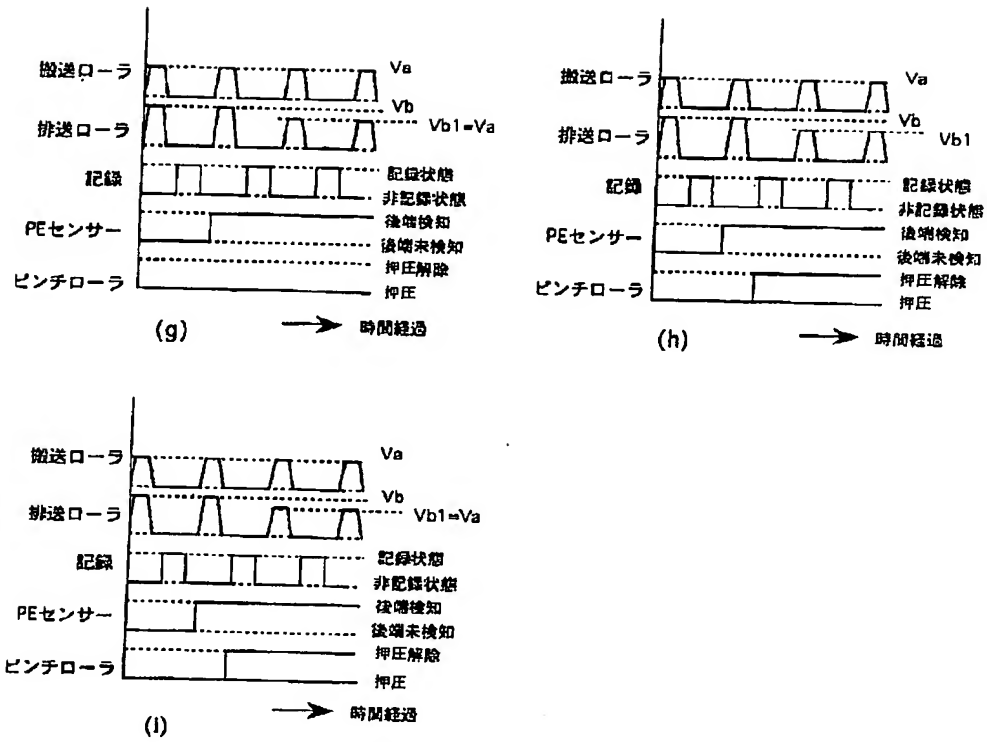 搬送ローラ
Va
Vb
排送ローラ
Vb1=Va
記録
記録状態
非記録状態
PEセンサー
後端検知
後端未検知
押圧解除
ピンチローラ
押圧
(g)
時間経過
搬送ローラ
Va
Vb
排送ローラ
Vb1
記録
記録状態
非記録状態
PEセンサー
後端検知
後端未検知
押圧解除
ピンチローラ
押圧
(h)
時間経過
搬送ローラ
Va
Vb
排送ローラ
Vb1=Va
記録
記録状態
非記録状態
PEセンサー
後端検知
後端未検知
押圧解除
ピンチローラ
押圧
(i)
時間経過